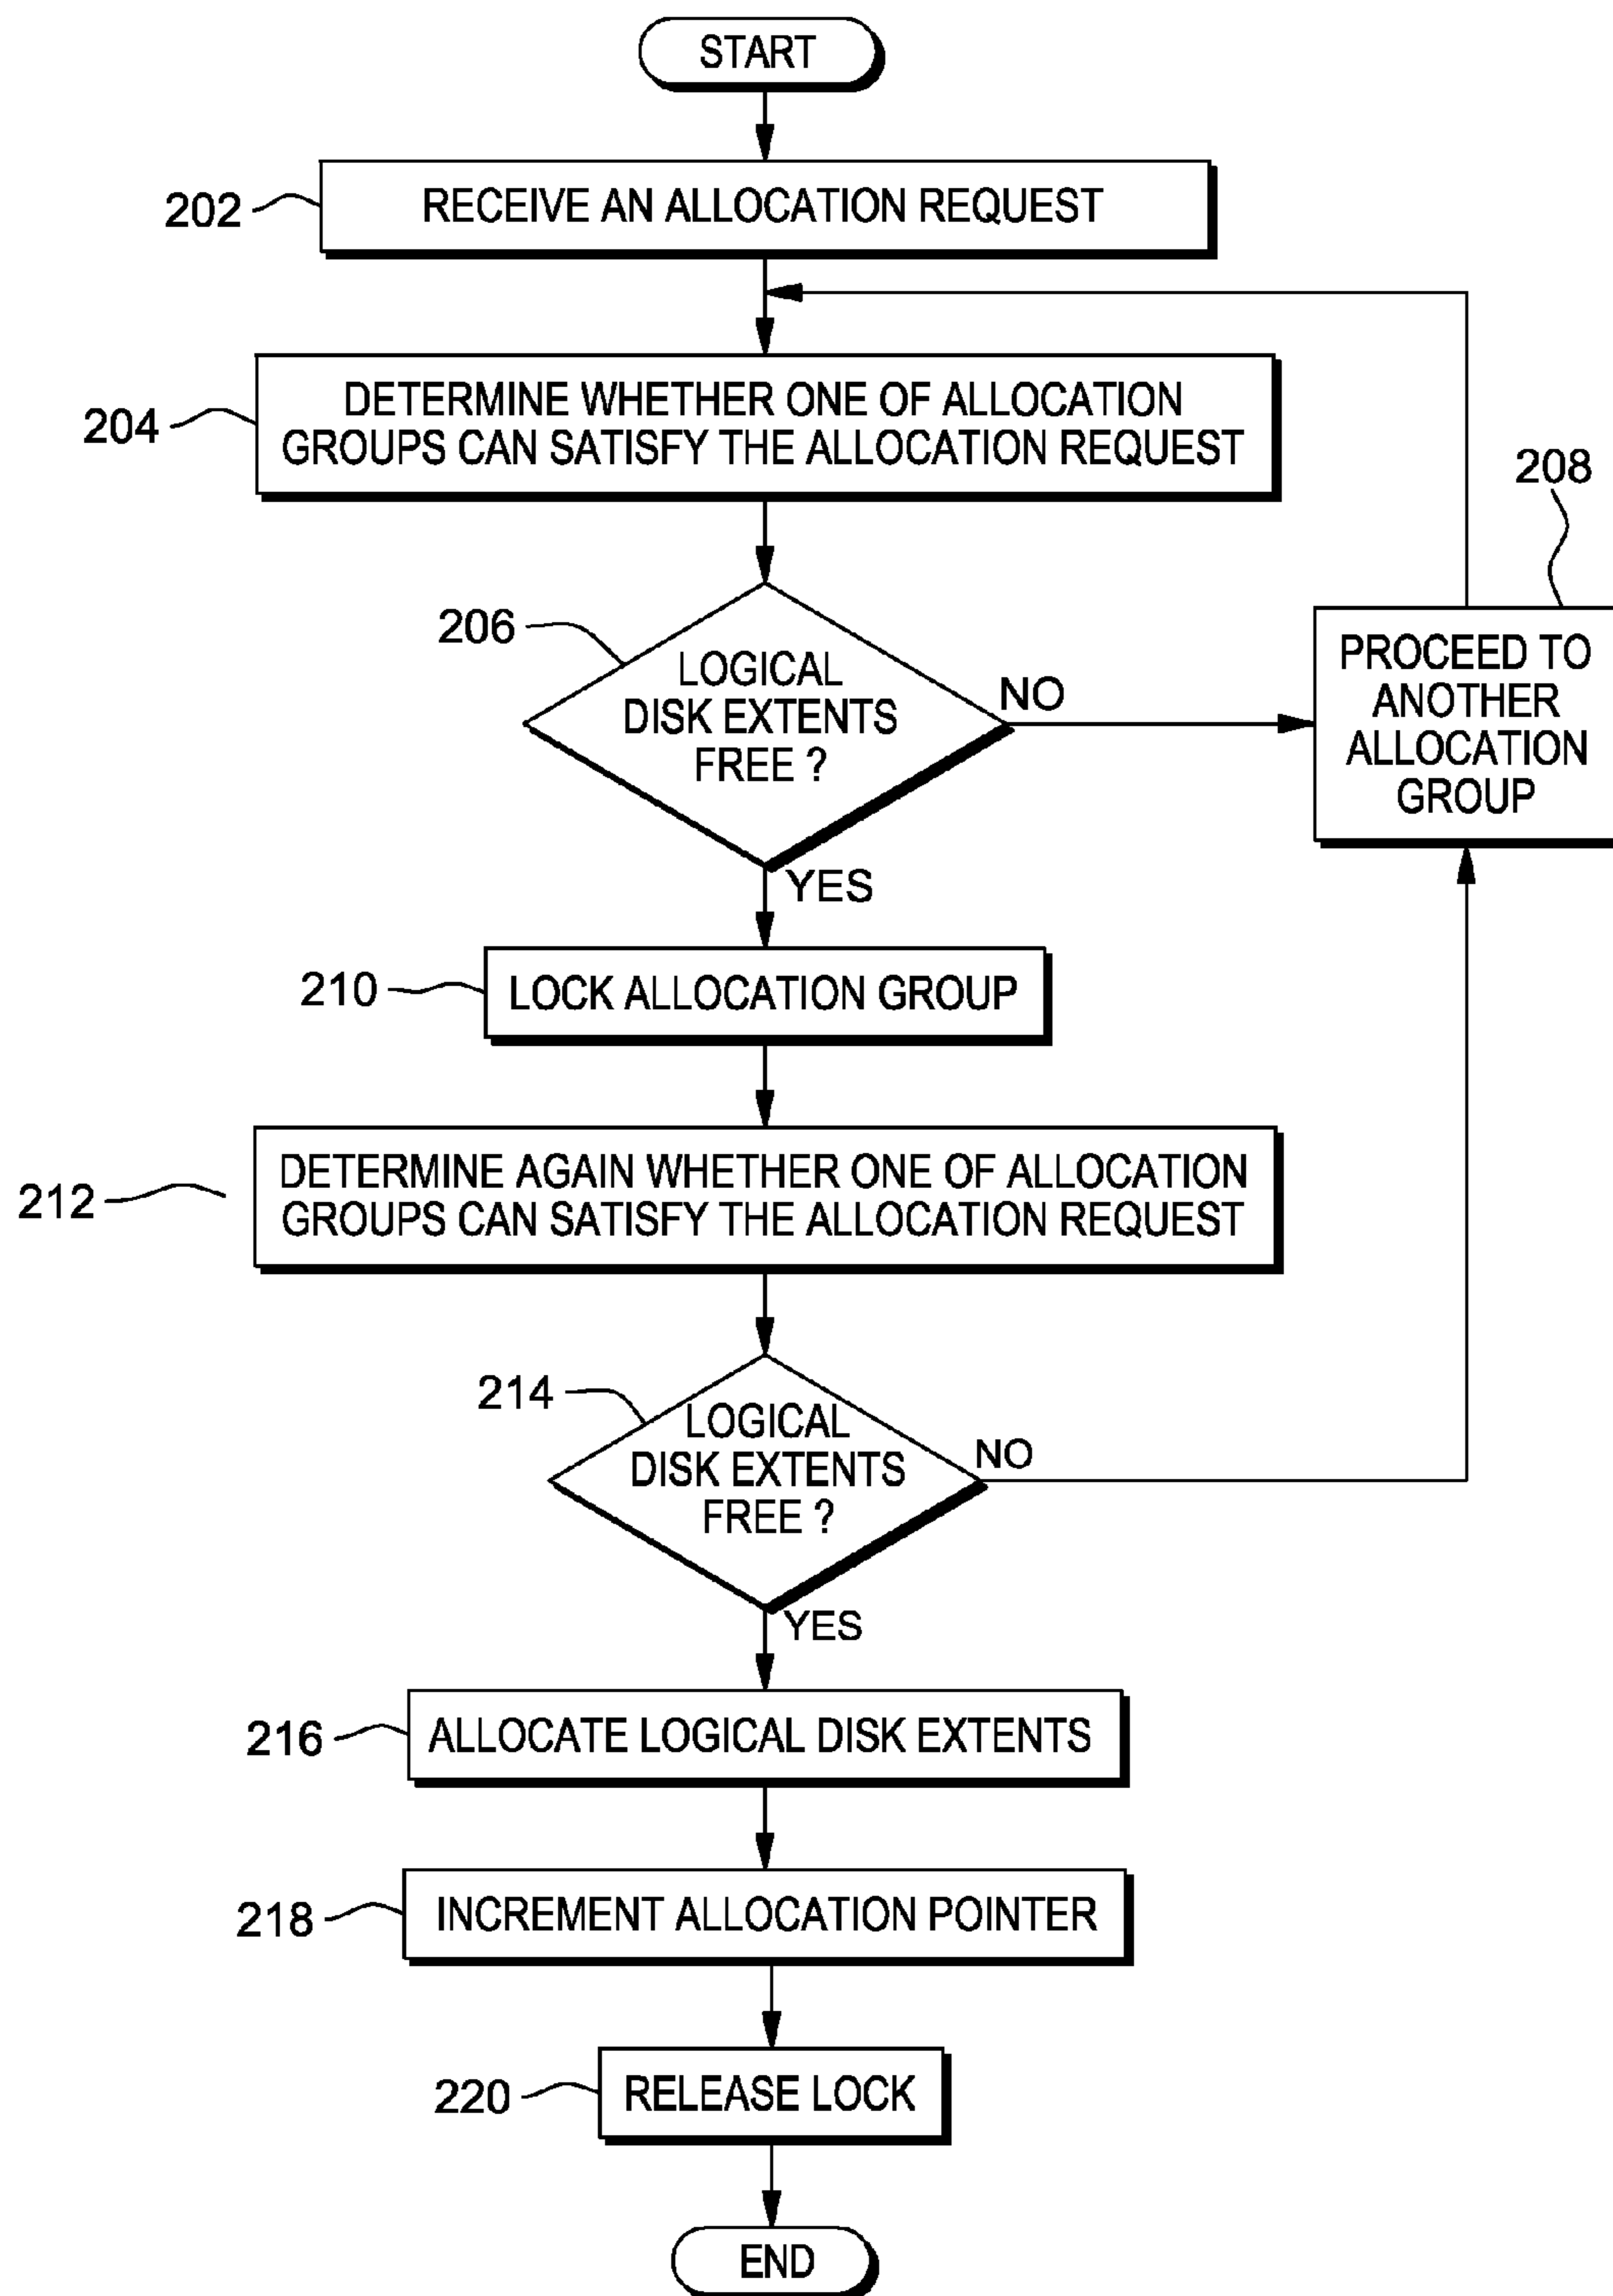 START
202
RECEIVE AN ALLOCATION REQUEST
204
DETERMINE WHETHER ONE OF ALLOCATION
GROUPS CAN SATISFY THE ALLOCATION REQUEST
206
LOGICAL
DISK EXTENTS
FREE ?
NO
208
PROCEED TO
ANOTHER
ALLOCATION
GROUP
YES
210
LOCK ALLOCATION GROUP
212
DETERMINE AGAIN WHETHER ONE OF ALLOCATION
GROUPS CAN SATISFY THE ALLOCATION REQUEST
214
LOGICAL
DISK EXTENTS
FREE ?
NO
YES
216
ALLOCATE LOGICAL DISK EXTENTS
218
INCREMENT ALLOCATION POINTER
220
RELEASE LOCK
END